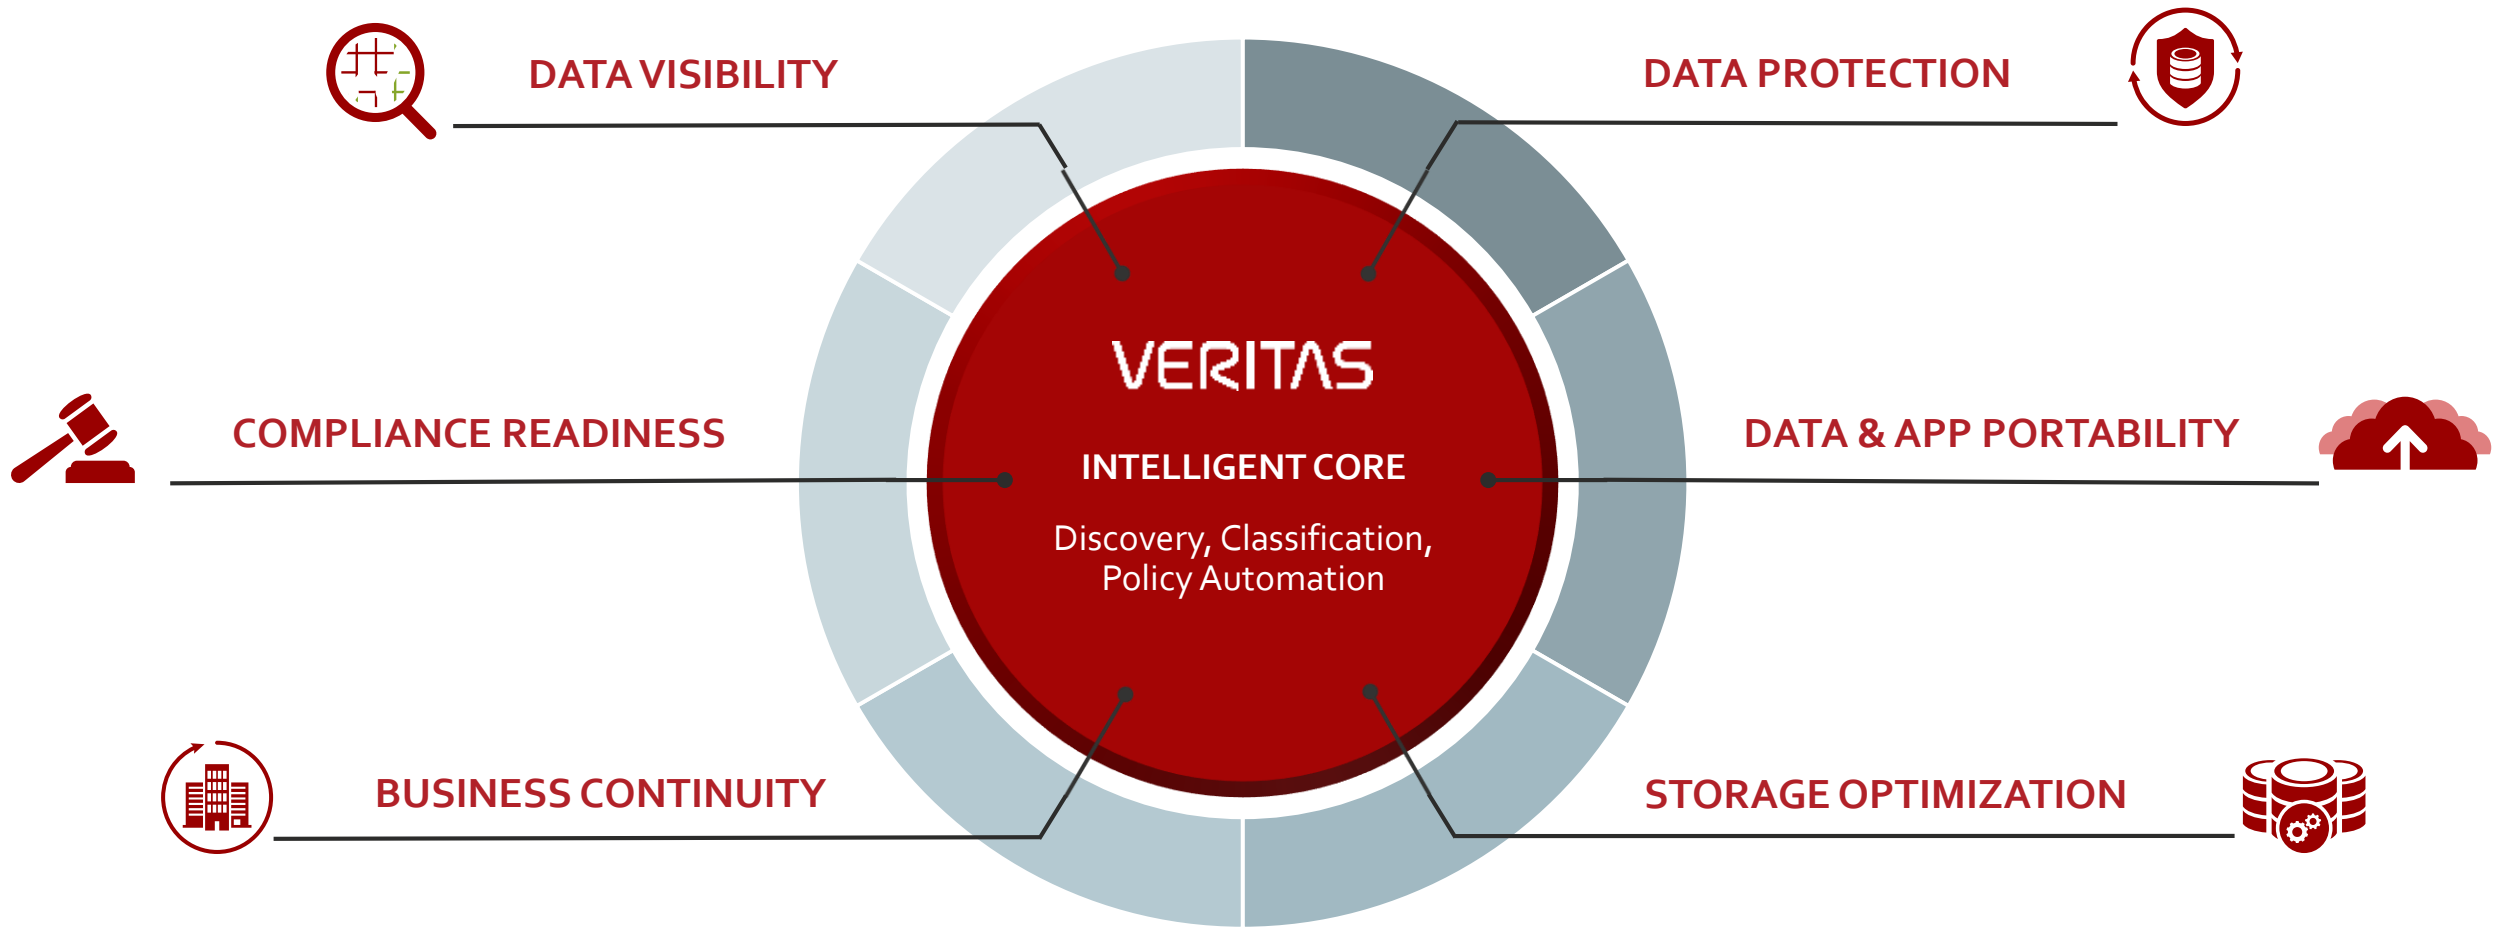 DATA VISIBILITY
DATA PROTECTION
COMPLIANCE READINESS
DATA & APP PORTABILITY
VERITAS
INTELLIGENT CORE
Discovery, Classification,
Policy Automation
BUSINESS CONTINUITY
STORAGE OPTIMIZATION